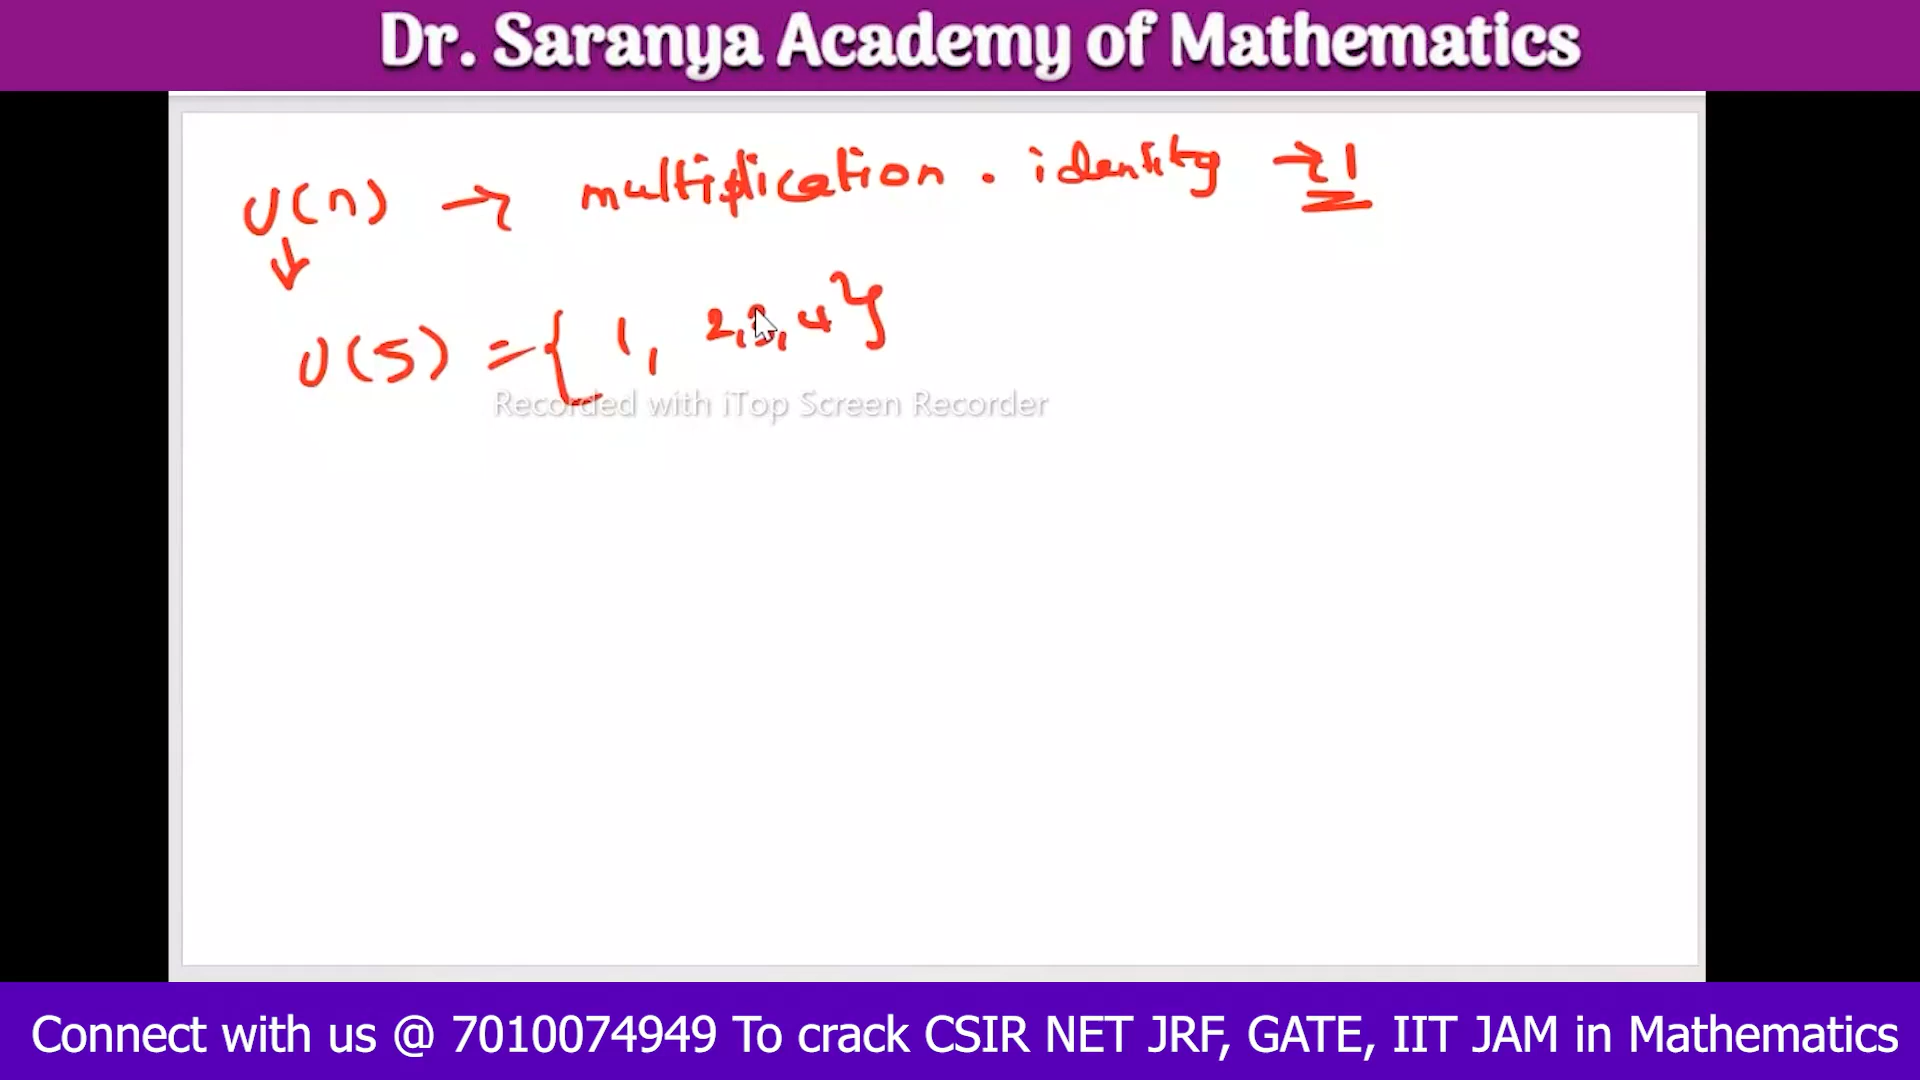 Dr. Saranya Academy of Mathematics
U(n) → multiplication . identity → 1
↓
U(5) = { 1, 2, 3, 4 }
Recorded with iTop Screen Recorder
Connect with us @ 7010074949 To crack CSIR NET JRF, GATE, IIT JAM in Mathematics